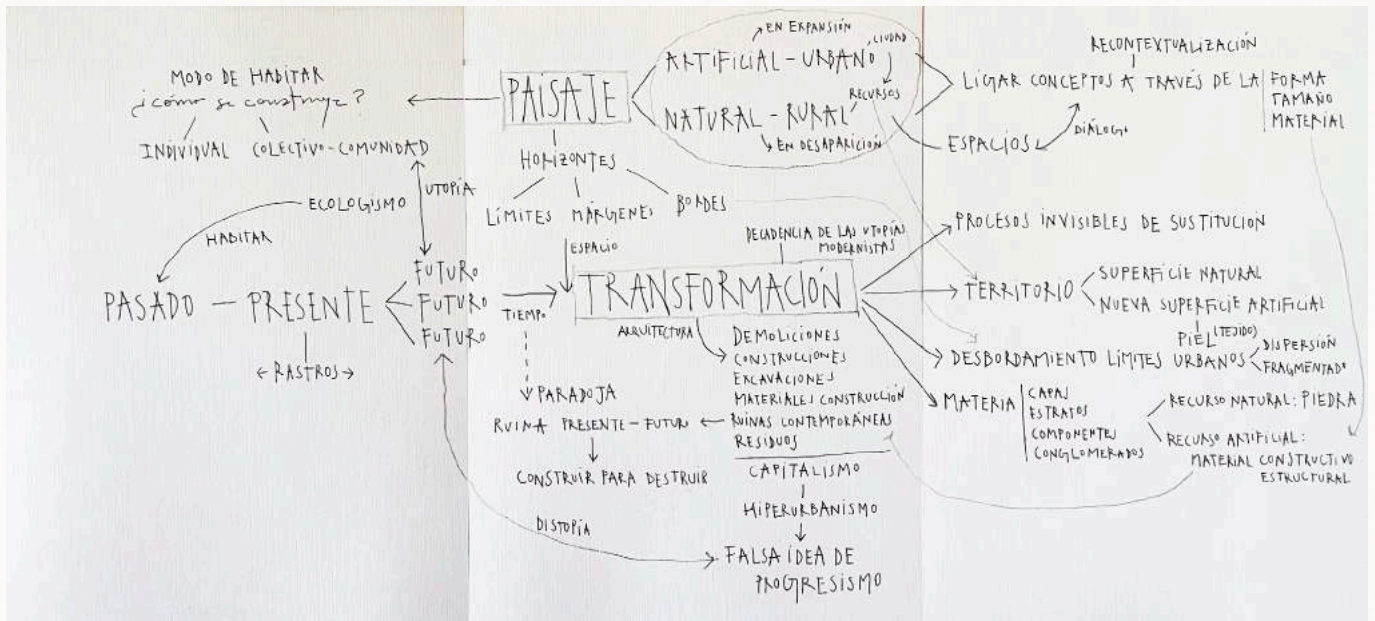 MODO DE HABITAR
¿cómo se construye?
INDIVIDUAL COLECTIVO-COMUNIDAD
ECOLOGISMO
UTOPÍA
HABITAR
PASADO — PRESENTE
FUTURO
FUTURO
FUTURO
← RASTROS →
PAISAJE
EN EXPANSIÓN
ARTIFICIAL - URBANO
CIUDAD
RECURSOS
NATURAL - RURAL
EN DESAPARICIÓN
HORIZONTES
LÍMITES MÁRGENES BORDES
ESPACIO
DECADENCIA DE LAS UTOPÍAS
MODERNISTAS
TIEMPO
TRANSFORMACIÓN
ARQUITECTURA
DEMOLICIONES
CONSTRUCCIONES
EXCAVACIONES
MATERIALES CONSTRUCCIÓN
RUINAS CONTEMPORÁNEAS
RESIDUOS
PARADOJA
RUINA PRESENTE-FUTUR
CONSTRUIR PARA DESTRUIR
CAPITALISMO
HIPERURBANISMO
DISTOPÍA
FALSA IDEA DE
PROGRESISMO
RECONTEXTUALIZACIÓN
LIGAR CONCEPTOS A TRAVÉS DE LA
FORMA
TAMAÑO
MATERIAL
ESPACIOS
DIÁLOGO
PROCESOS INVISIBLES DE SUSTITUCIÓN
TERRITORIO
SUPERFICIE NATURAL
NUEVA SUPERFICIE ARTIFICIAL
PIEL (TEJIDO)
DESBORDAMIENTO LÍMITES URBANOS
DISPERSIÓN
FRAGMENTADO
MATERIA
CAPAS
ESTRATOS
COMPONENTES
CONGLOMERADOS
RECURSO NATURAL: PIEDRA
RECURSO ARTIFICIAL:
MATERIAL CONSTRUCTIVO
ESTRUCTURAL